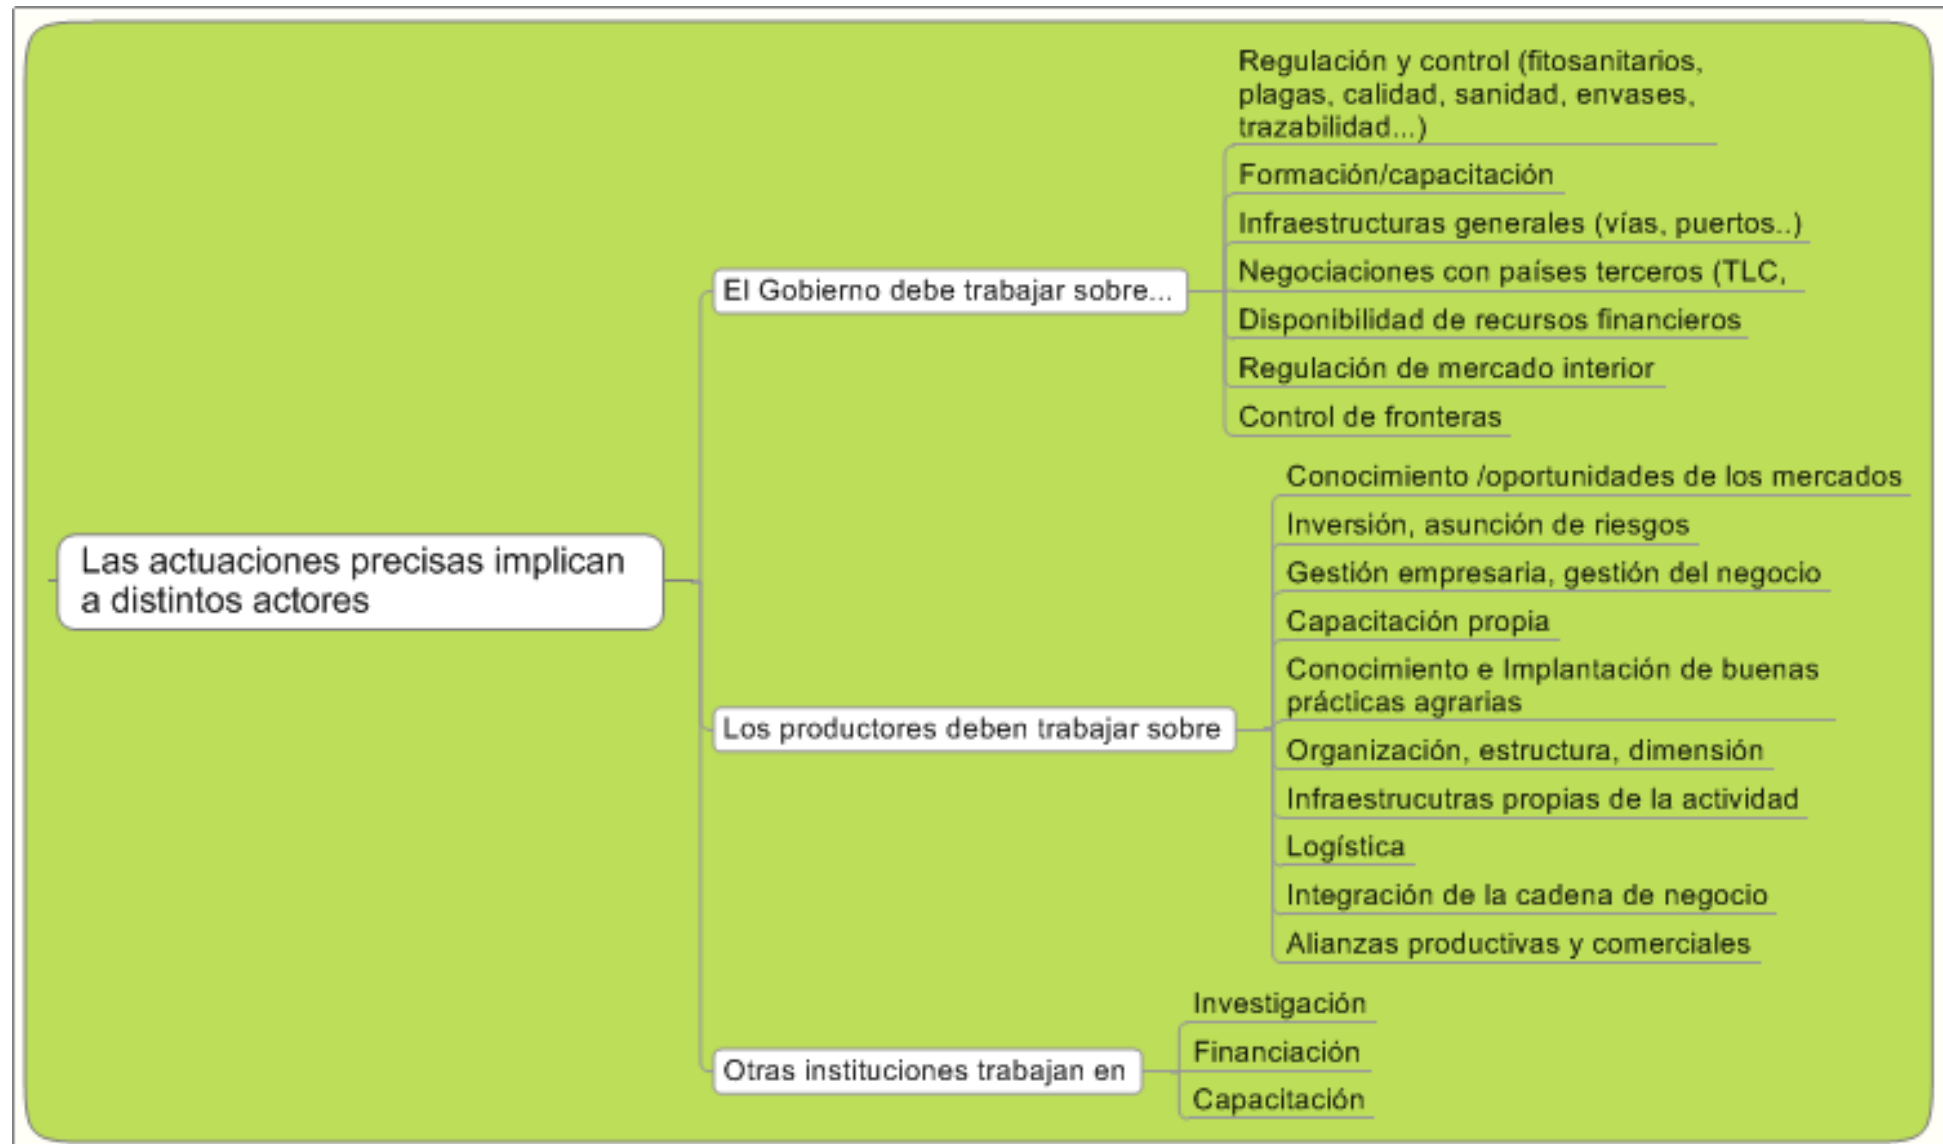 Las actuaciones precisas implican
a distintos actores
El Gobierno debe trabajar sobre...
Regulación y control (fitosanitarios,
plagas, calidad, sanidad, envases,
trazabilidad...)
Formación/capacitación
Infraestructuras generales (vías, puertos..)
Negociaciones con países terceros (TLC,
Disponibilidad de recursos financieros
Regulación de mercado interior
Control de fronteras
Los productores deben trabajar sobre
Conocimiento /oportunidades de los mercados
Inversión, asunción de riesgos
Gestión empresaria, gestión del negocio
Capacitación propia
Conocimiento e Implantación de buenas
prácticas agrarias
Organización, estructura, dimensión
Infraestrucutras propias de la actividad
Logística
Integración de la cadena de negocio
Alianzas productivas y comerciales
Otras instituciones trabajan en
Investigación
Financiación
Capacitación